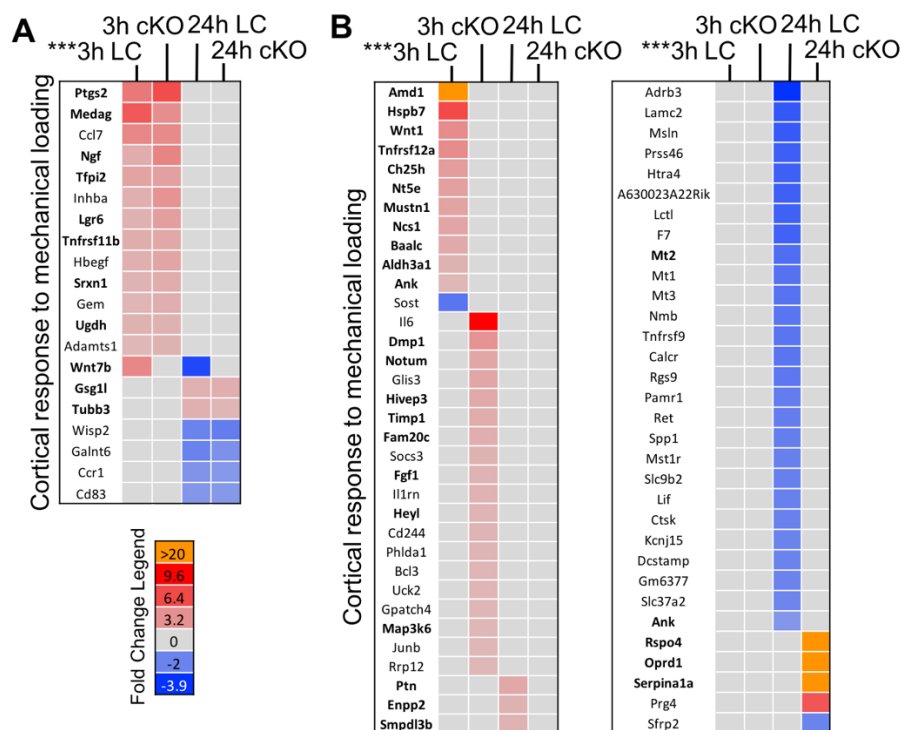 A
3h cKO 24h LC
***3h LC
24h cKO
Cortical response to mechanical loading
Ptgs2
Medag
Ccl7
Ngf
Tfpi2
Inhba
Lgr6
Tnfrsf11b
Hbegf
Srxn1
Gem
Ugdh
Adamts1
Wnt7b
Gsg1l
Tubb3
Wisp2
Galnt6
Ccr1
Cd83
Fold Change Legend
>20
9.6
6.4
3.2
0
-2
-3.9
B
3h cKO 24h LC
***3h LC
24h cKO
Cortical response to mechanical loading
Amd1
Hspb7
Wnt1
Tnfrsf12a
Ch25h
Nt5e
Mustn1
Ncs1
Baalc
Aldh3a1
Ank
Sost
Il6
Dmp1
Notum
Glis3
Hivep3
Timp1
Fam20c
Socs3
Fgf1
Il1rn
Heyl
Cd244
Phlda1
Bcl3
Uck2
Gpatch4
Map3k6
Junb
Rrp12
Ptn
Enpp2
Smpdl3b
3h cKO 24h LC
***3h LC
24h cKO
Adrb3
Lamc2
Msln
Prss46
Htra4
A630023A22Rik
Lctl
F7
Mt2
Mt1
Mt3
Nmb
Tnfrsf9
Calcr
Rgs9
Pamr1
Ret
Spp1
Mst1r
Slc9b2
Lif
Ctsk
Kcnj15
Dcstamp
Gm6377
Slc37a2
Ank
Rspo4
Oprd1
Serpina1a
Prg4
Sfrp2